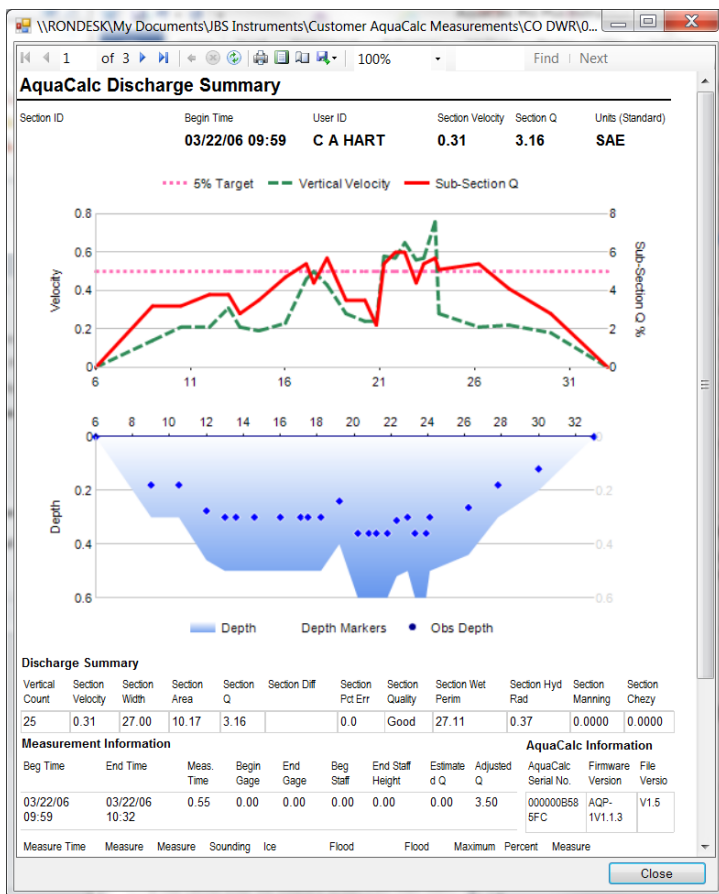 \\RONDESK\My Documents\JBS Instruments\Customer AquaCalc Measurements\CO DWR\0...
1 of 3 100% Find | Next
AquaCalc Discharge Summary
Section ID Begin Time User ID Section Velocity Section Q Units (Standard)
03/22/06 09:59 C A HART 0.31 3.16 SAE
5% Target Vertical Velocity Sub-Section Q
0.8 8
0.6 6
0.4 4
0.2 2
0 0
Velocity
Sub-Section Q %
6 11 16 21 26 31
6 8 10 12 14 16 18 20 22 24 26 28 30 32
0 0
0.2 0.2
0.4 0.4
0.6 0.6
Depth
Depth Depth Markers Obs Depth
Discharge Summary
Vertical Section Section Section Section Section Diff Section Section Section Wet Section Hyd Section Section
Count Velocity Width Area Q Pct Err Quality Perim Rad Manning Chezy
25 0.31 27.00 10.17 3.16 0.0 Good 27.11 0.37 0.0000 0.0000
Measurement Information AquaCalc Information
Beg Time End Time Meas. Begin End Beg End Staff Estimate Adjusted AquaCalc Firmware File
Time Gage Gage Staff Height d Q Q Serial No. Version Versio
03/22/06 03/22/06 0.55 0.00 0.00 0.00 0.00 0.00 3.50 000000B58 AQP- V1.5
09:59 10:32 5FC 1V1.1.3
Measure Time Measure Measure Sounding Ice Flood Flood Maximum Percent Measure
Close